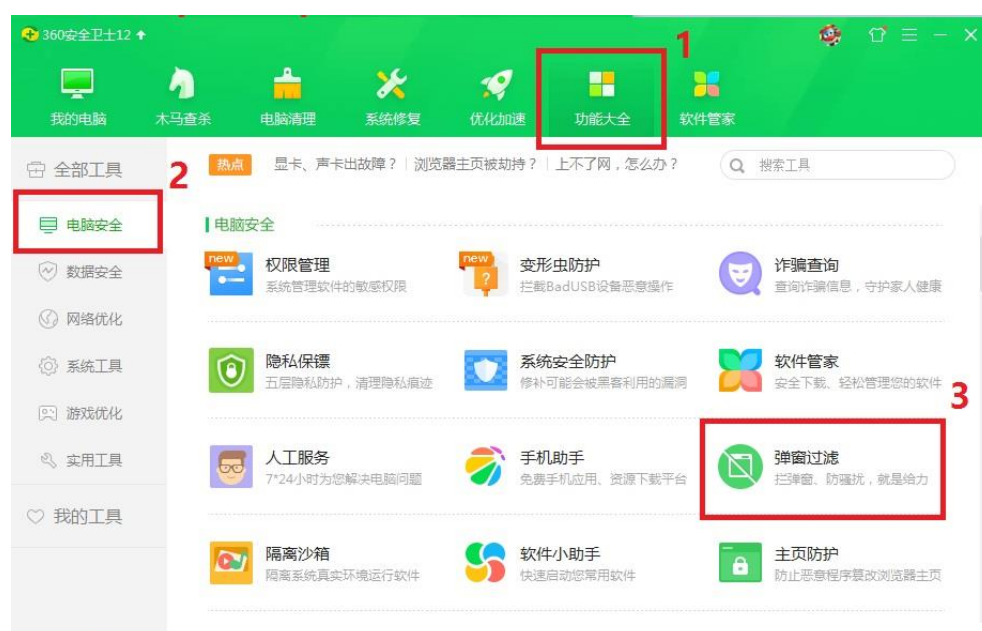 360安全卫士12
1
我的电脑 木马查杀 电脑清理 系统修复 优化加速 功能大全 软件管家
全部工具
2
热点 显卡、声卡出故障？ 浏览器主页被劫持？ 上不了网，怎么办？ 搜索工具
电脑安全
数据安全
网络优化
系统工具
游戏优化
实用工具
我的工具
电脑安全
new 权限管理
系统管理软件的敏感权限
new 变形虫防护
拦截BadUSB设备恶意操作
诈骗查询
查询诈骗信息，守护家人健康
隐私保镖
五层隐私防护，清理隐私痕迹
系统安全防护
修补可能会被黑客利用的漏洞
软件管家
安全下载、轻松管理您的软件
3
人工服务
7*24小时为您解决电脑问题
手机助手
免费手机应用、资源下载平台
弹窗过滤
拦弹窗、防骚扰，就是给力
隔离沙箱
隔离系统真实环境运行软件
软件小助手
快速启动您常用软件
主页防护
防止恶意程序篡改浏览器主页